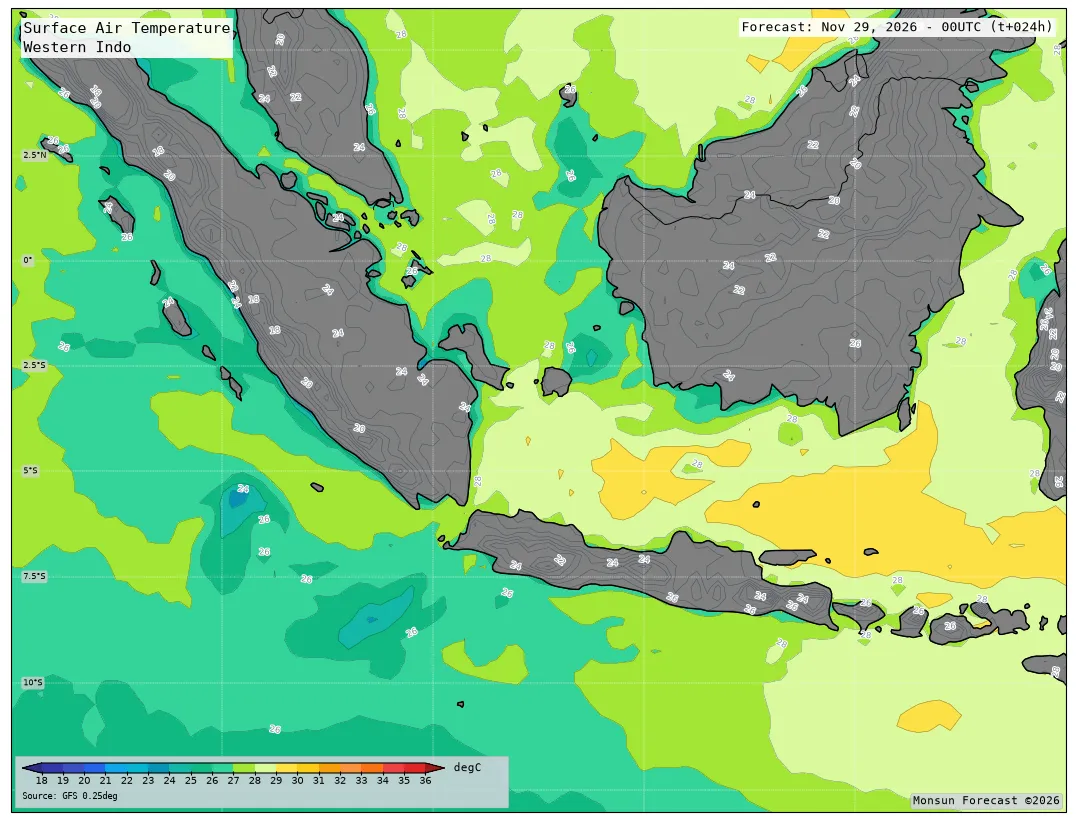 Surface Air Temperature
Western Indo
Forecast: Nov 29, 2026 - 00UTC (t+024h)
2.5°N
0°
2.5°S
5°S
7.5°S
10°S
degC
18 19 20 21 22 23 24 25 26 27 28 29 30 31 32 33 34 35 36
Source: GFS 0.25deg
Monsun Forecast ©2026